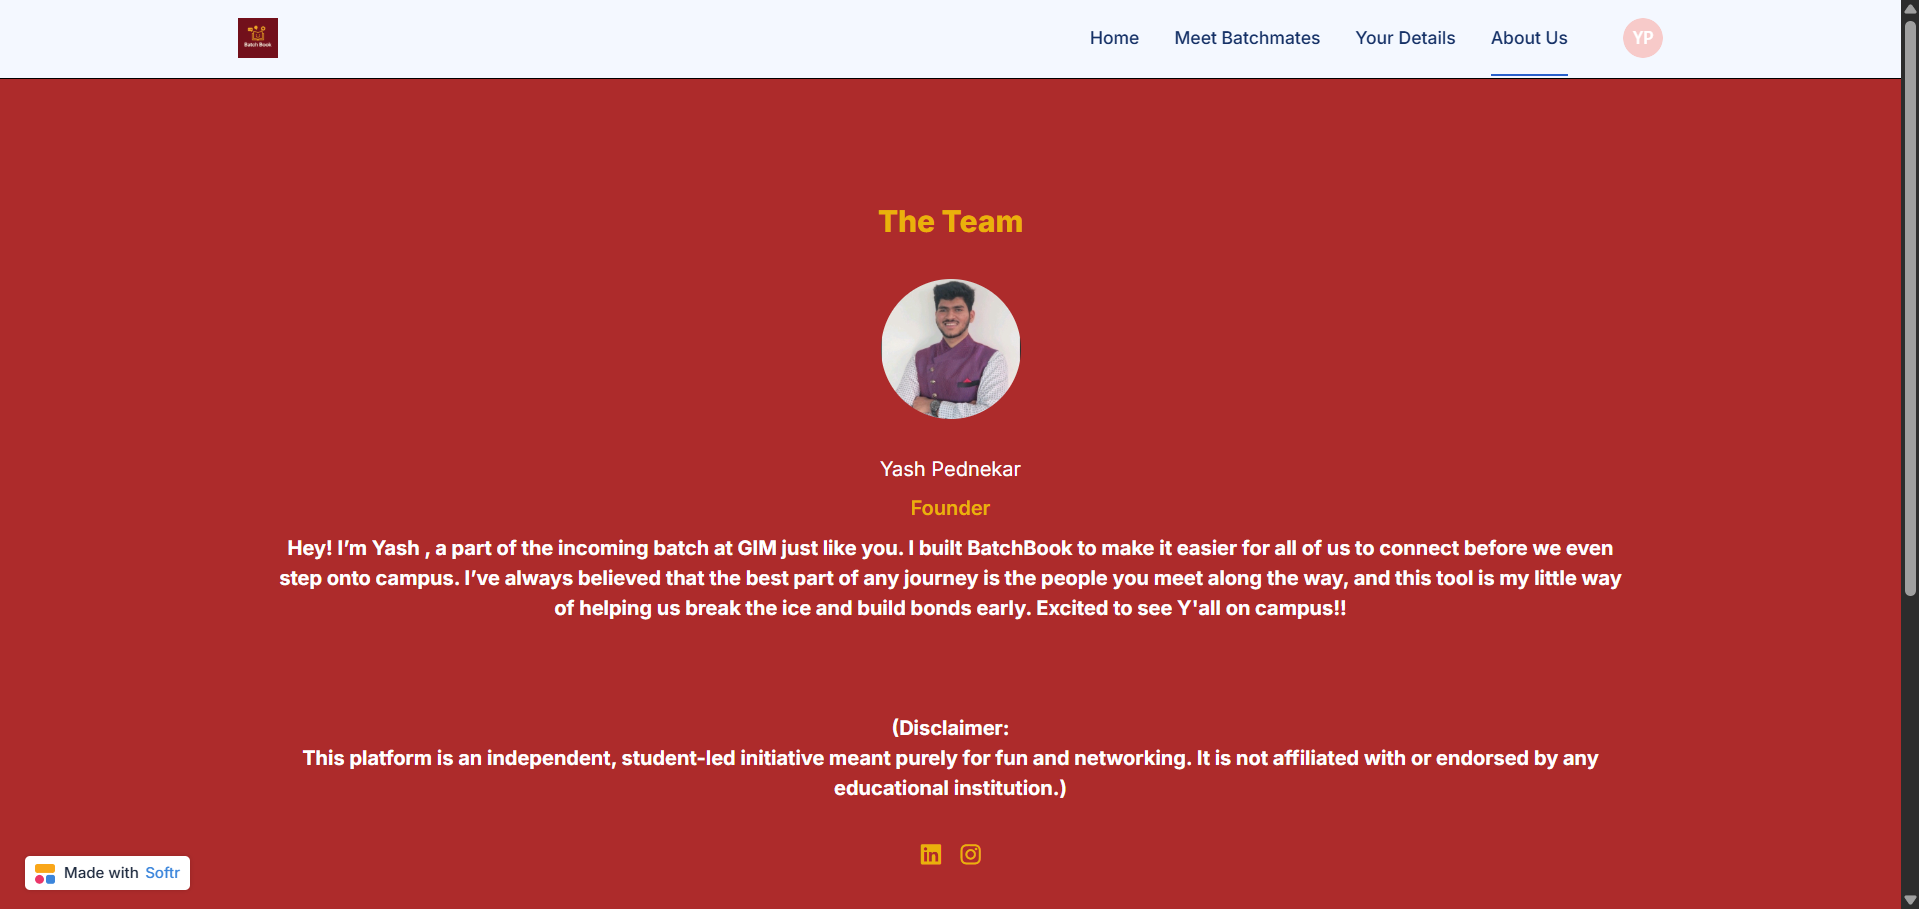 Batch Book
Home
Meet Batchmates
Your Details
About Us
YP
The Team
Yash Pednekar
Founder
Hey! I’m Yash , a part of the incoming batch at GIM just like you. I built BatchBook to make it easier for all of us to connect before we even
step onto campus. I’ve always believed that the best part of any journey is the people you meet along the way, and this tool is my little way
of helping us break the ice and build bonds early. Excited to see Y'all on campus!!
(Disclaimer:
This platform is an independent, student-led initiative meant purely for fun and networking. It is not affiliated with or endorsed by any
educational institution.)
in
Made with Softr